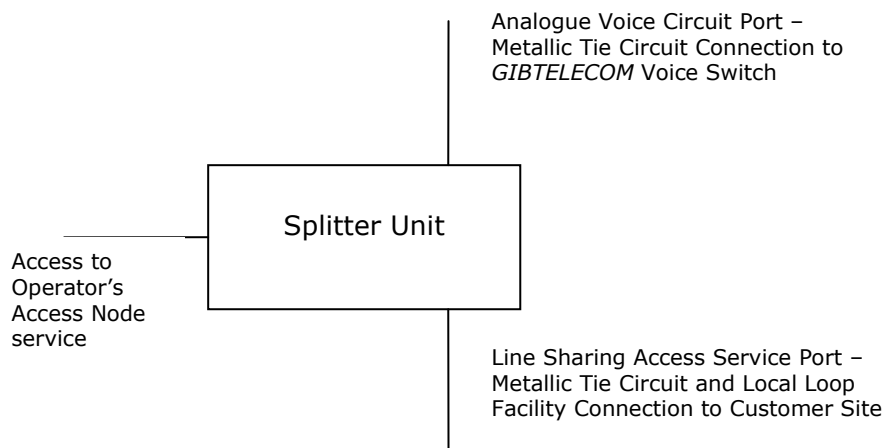 Analogue Voice Circuit Port –
Metallic Tie Circuit Connection to
GIBTELECOM Voice Switch
Splitter Unit
Access to
Operator's
Access Node
service
Line Sharing Access Service Port –
Metallic Tie Circuit and Local Loop
Facility Connection to Customer Site